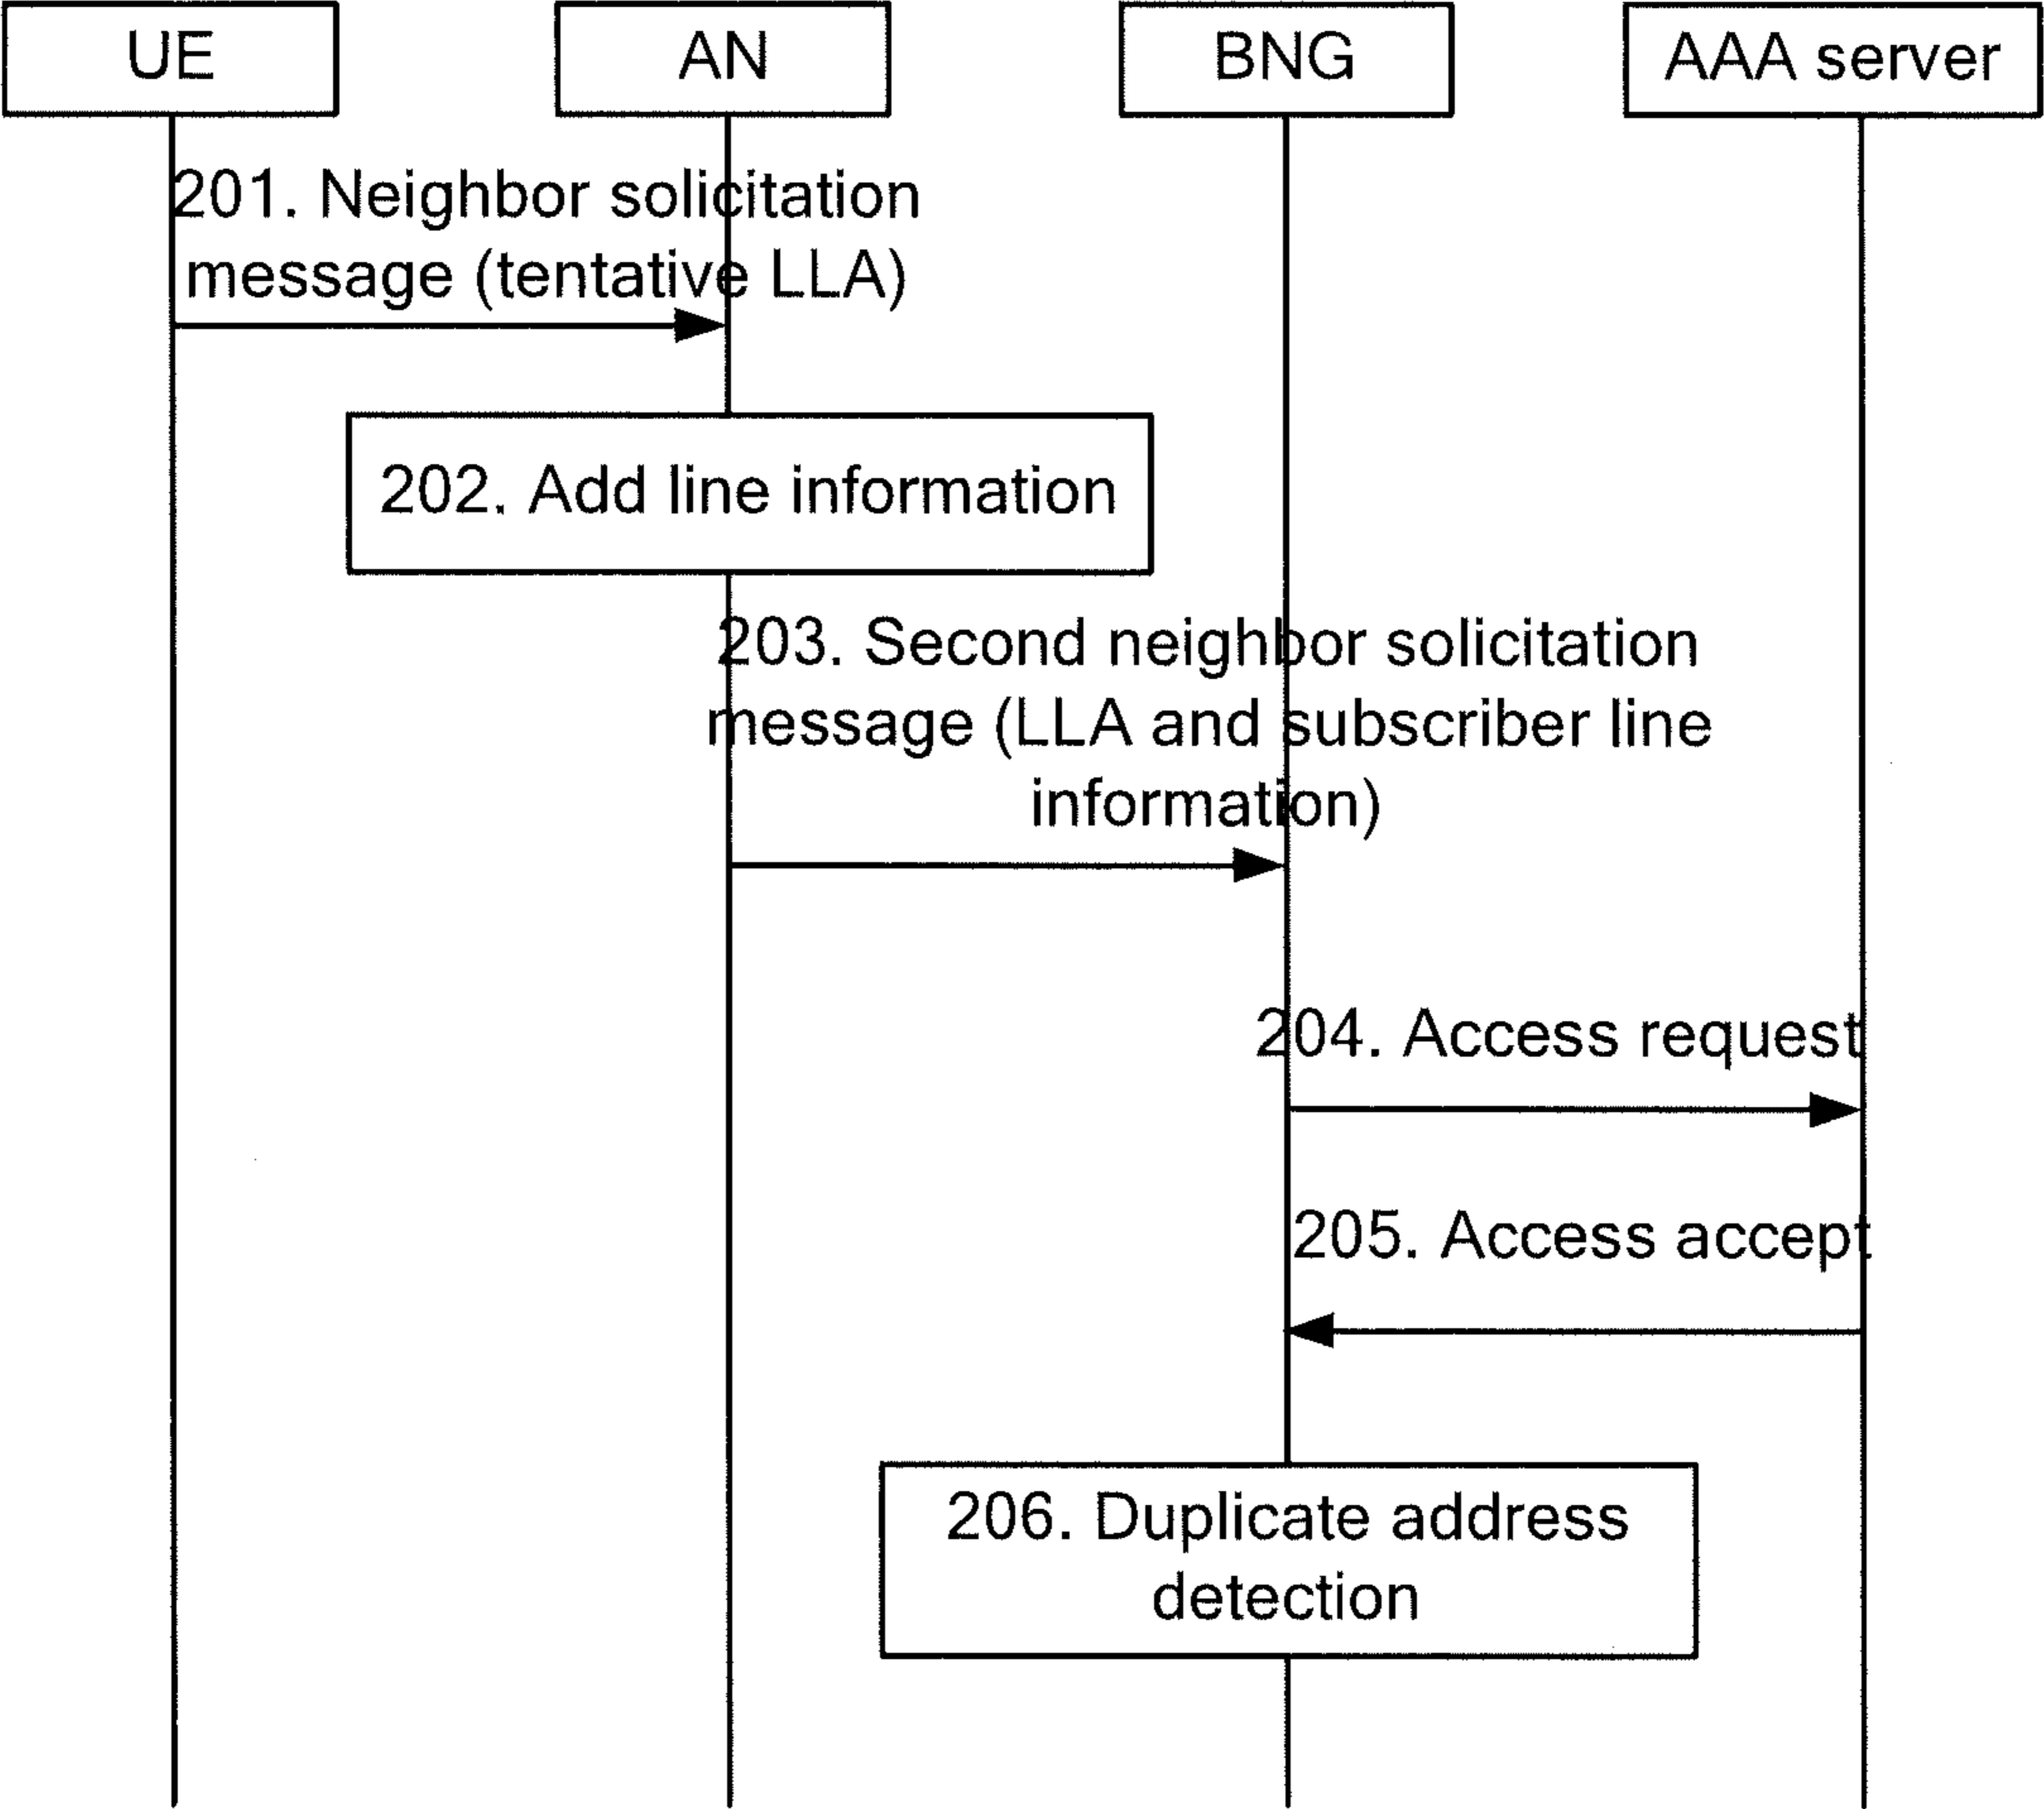 UE
AN
BNG
AAA server
201. Neighbor solicitation
message (tentative LLA)
202. Add line information
203. Second neighbor solicitation
message (LLA and subscriber line
information)
204. Access request
205. Access accept
206. Duplicate address
detection